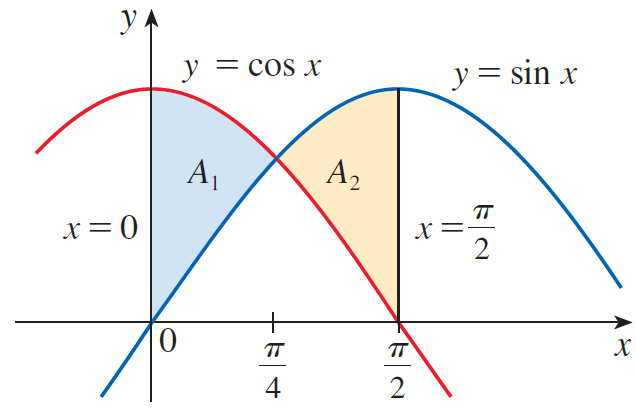 y
y = cos x
y = sin x
A₁
A₂
x = 0
x = π/2
0
π/4
π/2
x